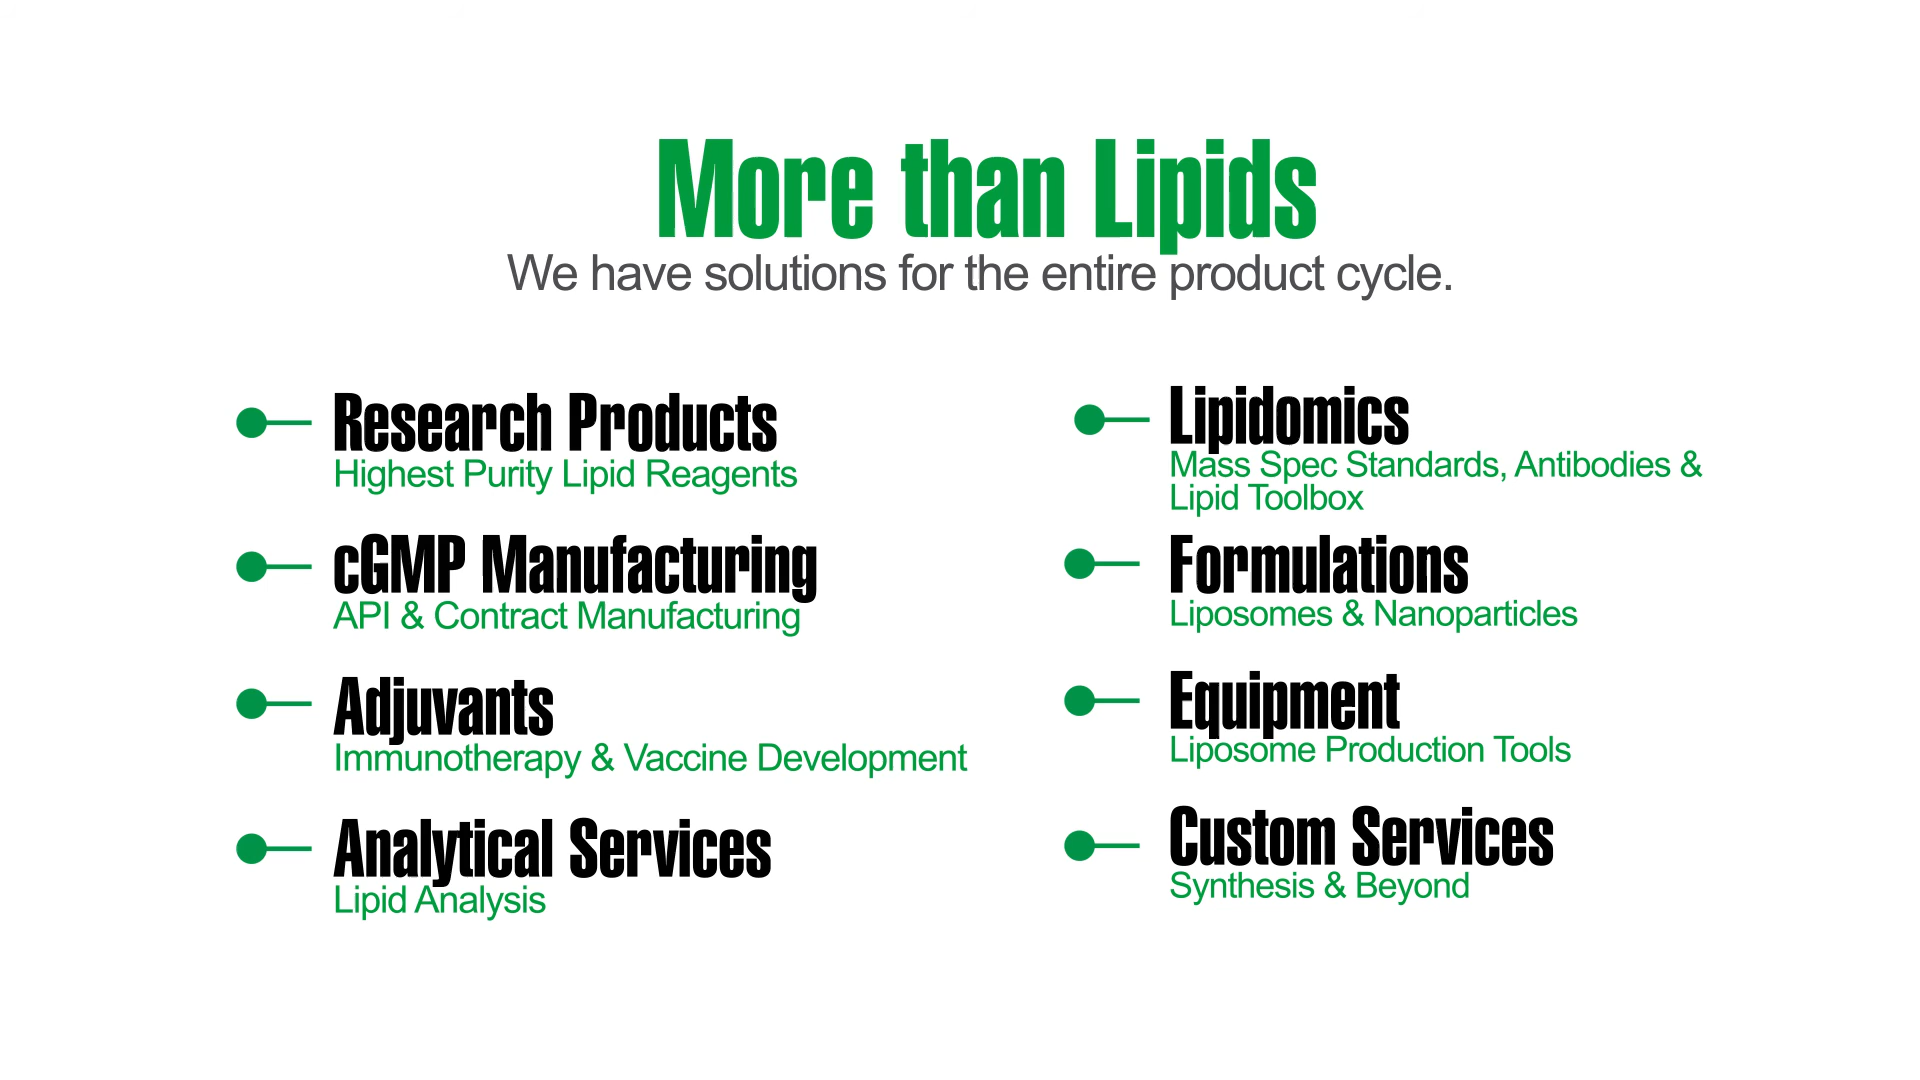 More than Lipids
We have solutions for the entire product cycle.
Research Products
Highest Purity Lipid Reagents
cGMP Manufacturing
API & Contract Manufacturing
Adjuvants
Immunotherapy & Vaccine Development
Analytical Services
Lipid Analysis
Lipidomics
Mass Spec Standards, Antibodies &
Lipid Toolbox
Formulations
Liposomes & Nanoparticles
Equipment
Liposome Production Tools
Custom Services
Synthesis & Beyond